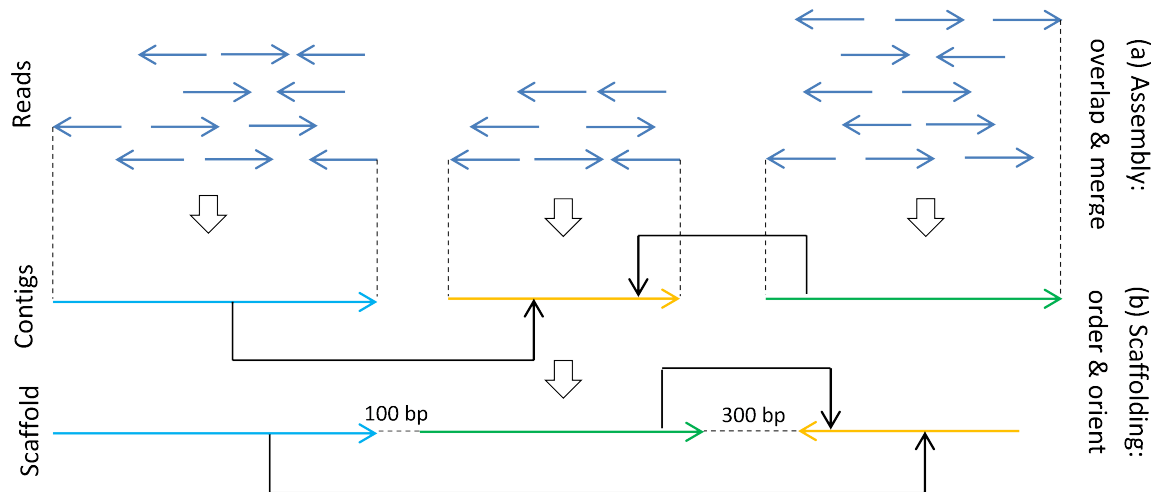 Reads
(a) Assembly:
overlap & merge
Contigs
(b) Scaffolding:
order & orient
Scaffold
100 bp
300 bp